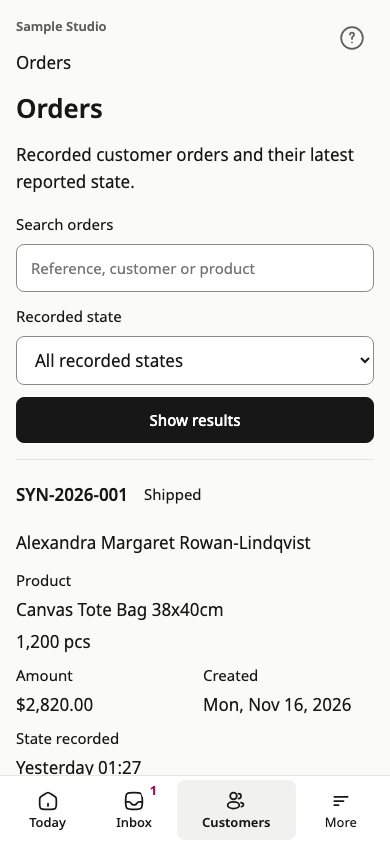 Sample Studio
Orders
Orders
Recorded customer orders and their latest
reported state.
Search orders
Reference, customer or product
Recorded state
All recorded states
Show results
SYN-2026-001 Shipped
Alexandra Margaret Rowan-Lindqvist
Product
Canvas Tote Bag 38x40cm
1,200 pcs
Amount Created
$2,820.00 Mon, Nov 16, 2026
State recorded
Yesterday 01:27
1
Today Inbox Customers More